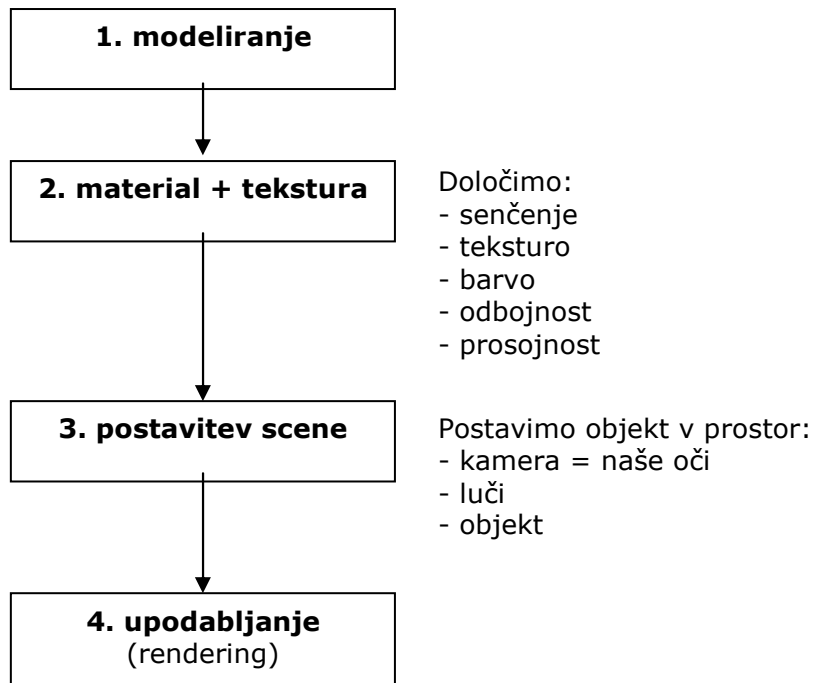 1. modeliranje
2. material + tekstura
Določimo:
- senčenje
- teksturo
- barvo
- odbojnost
- prosojnost
3. postavitev scene
Postavimo objekt v prostor:
- kamera = naše oči
- luči
- objekt
4. upodabljanje
(rendering)